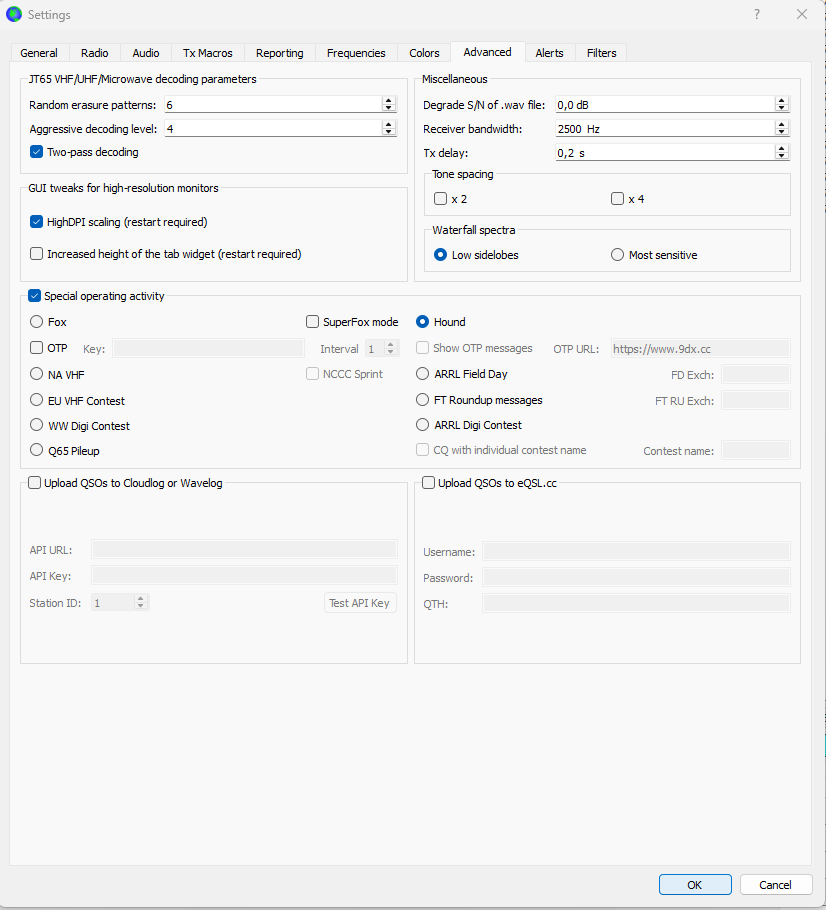 Settings
?
General Radio Audio Tx Macros Reporting Frequencies Colors Advanced Alerts Filters
JT65 VHF/UHF/Microwave decoding parameters
Random erasure patterns: 6
Aggressive decoding level: 4
Two-pass decoding
GUI tweaks for high-resolution monitors
HighDPI scaling (restart required)
Increased height of the tab widget (restart required)
Miscellaneous
Degrade S/N of .wav file: 0,0 dB
Receiver bandwidth: 2500 Hz
Tx delay: 0,2 s
Tone spacing
x 2 x 4
Waterfall spectra
Low sidelobes Most sensitive
Special operating activity
Fox SuperFox mode Hound
OTP Key: Interval 1 Show OTP messages OTP URL: https://www.9dx.cc
NA VHF NCCC Sprint ARRL Field Day FD Exch:
EU VHF Contest FT Roundup messages FT RU Exch:
WW Digi Contest ARRL Digi Contest
Q65 Pileup CQ with individual contest name Contest name:
Upload QSOs to Cloudlog or Wavelog
API URL:
API Key:
Station ID: 1 Test API Key
Upload QSOs to eQSL.cc
Username:
Password:
QTH:
OK Cancel